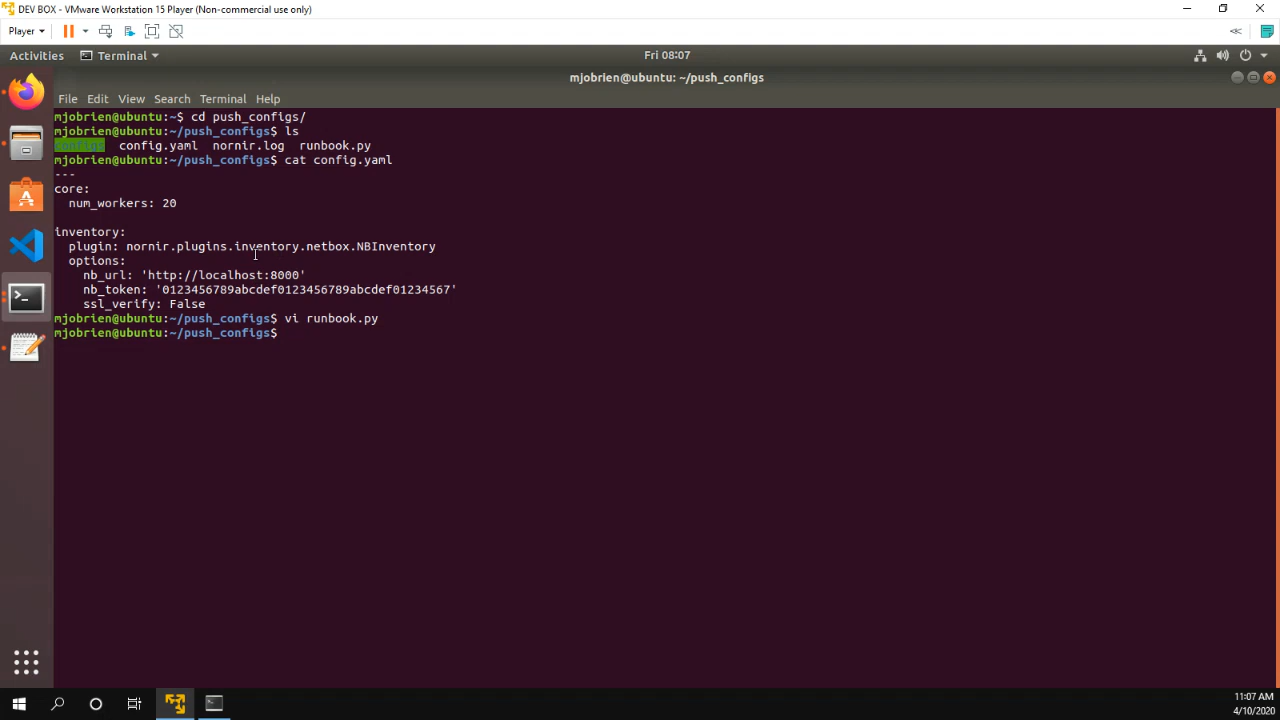 DEV BOX - VMware Workstation 15 Player (Non-commercial use only)
Player
Activities
Terminal
Fri 08:07
mjobrien@ubuntu: ~/push_configs
File Edit View Search Terminal Help
mjobrien@ubuntu:~$ cd push_configs/
mjobrien@ubuntu:~/push_configs$ ls
configs config.yaml nornir.log runbook.py
mjobrien@ubuntu:~/push_configs$ cat config.yaml
---
core:
num_workers: 20
inventory:
plugin: nornir.plugins.inventory.netbox.NBInventory
options:
nb_url: 'http://localhost:8000'
nb_token: '0123456789abcdef0123456789abcdef01234567'
ssl_verify: False
mjobrien@ubuntu:~/push_configs$ vi runbook.py
mjobrien@ubuntu:~/push_configs$
11:07 AM
4/10/2020